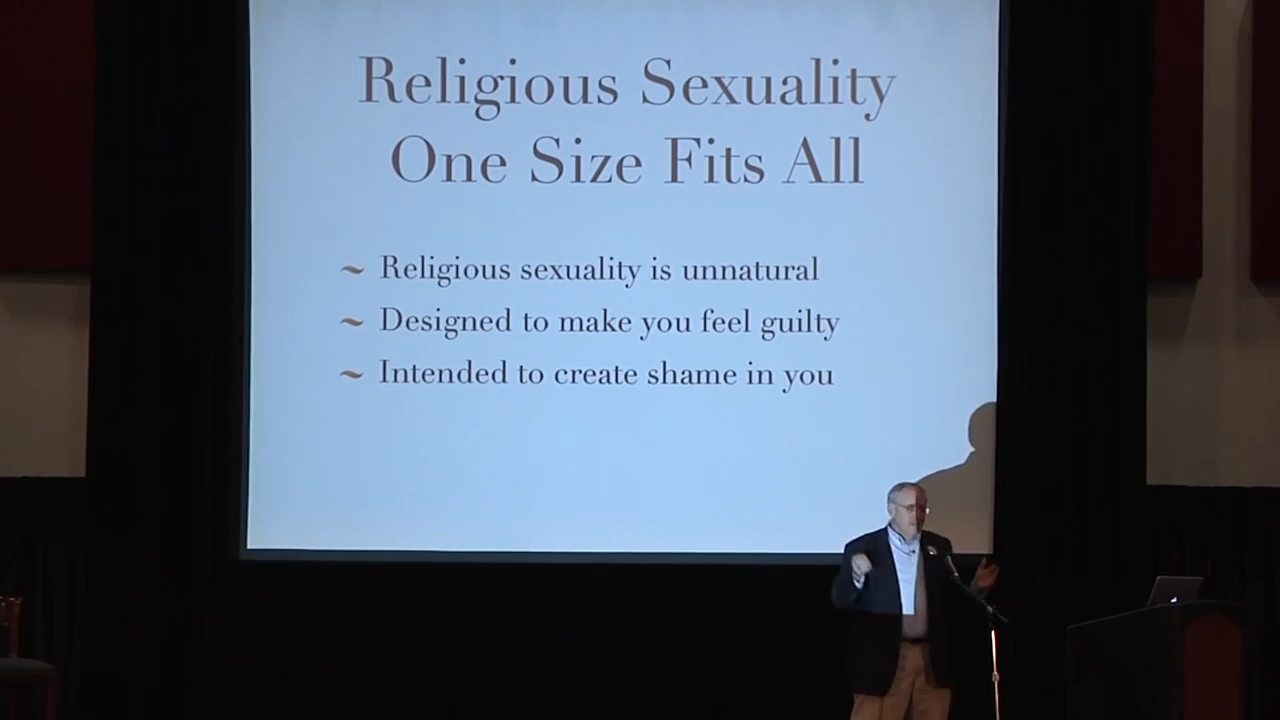 Religious Sexuality
One Size Fits All
~ Religious sexuality is unnatural
~ Designed to make you feel guilty
~ Intended to create shame in you